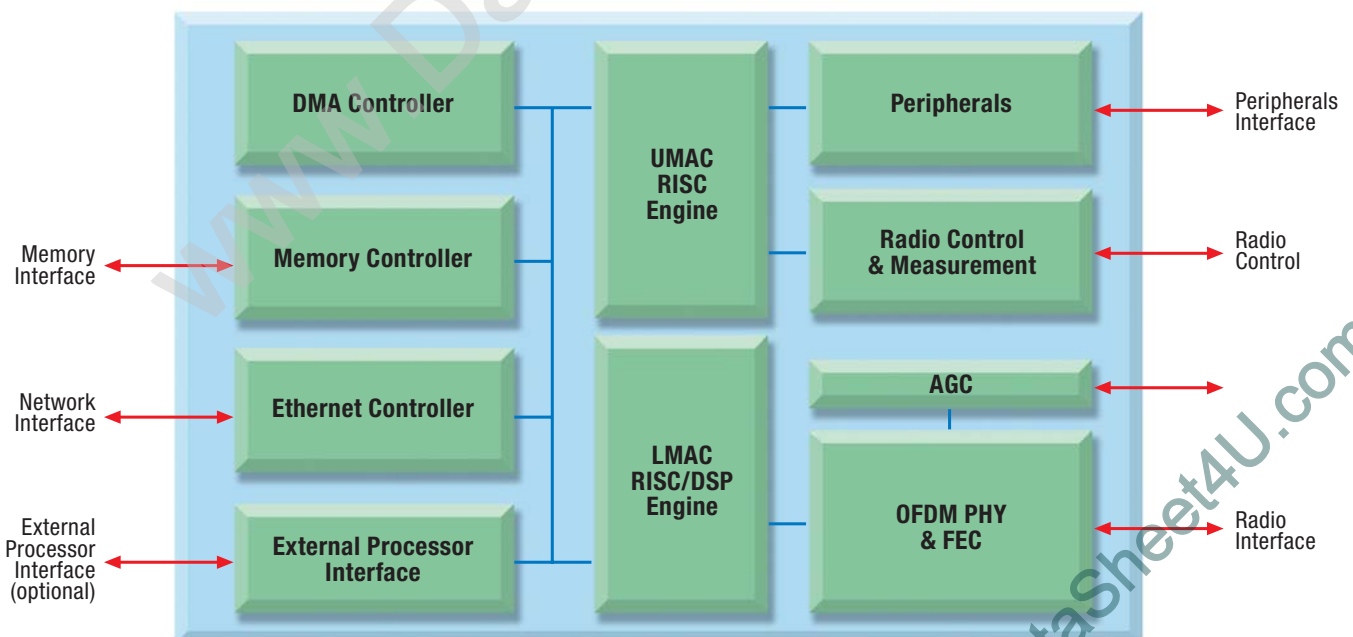 DMA Controller
Memory Controller
Ethernet Controller
External Processor
Interface
UMAC
RISC
Engine
LMAC
RISC/DSP
Engine
Peripherals
Radio Control
& Measurement
AGC
OFDM PHY
& FEC
Memory
Interface
Network
Interface
External
Processor
Interface
(optional)
Peripherals
Interface
Radio
Control
Radio
Interface
www.Da
taSheet4U.com